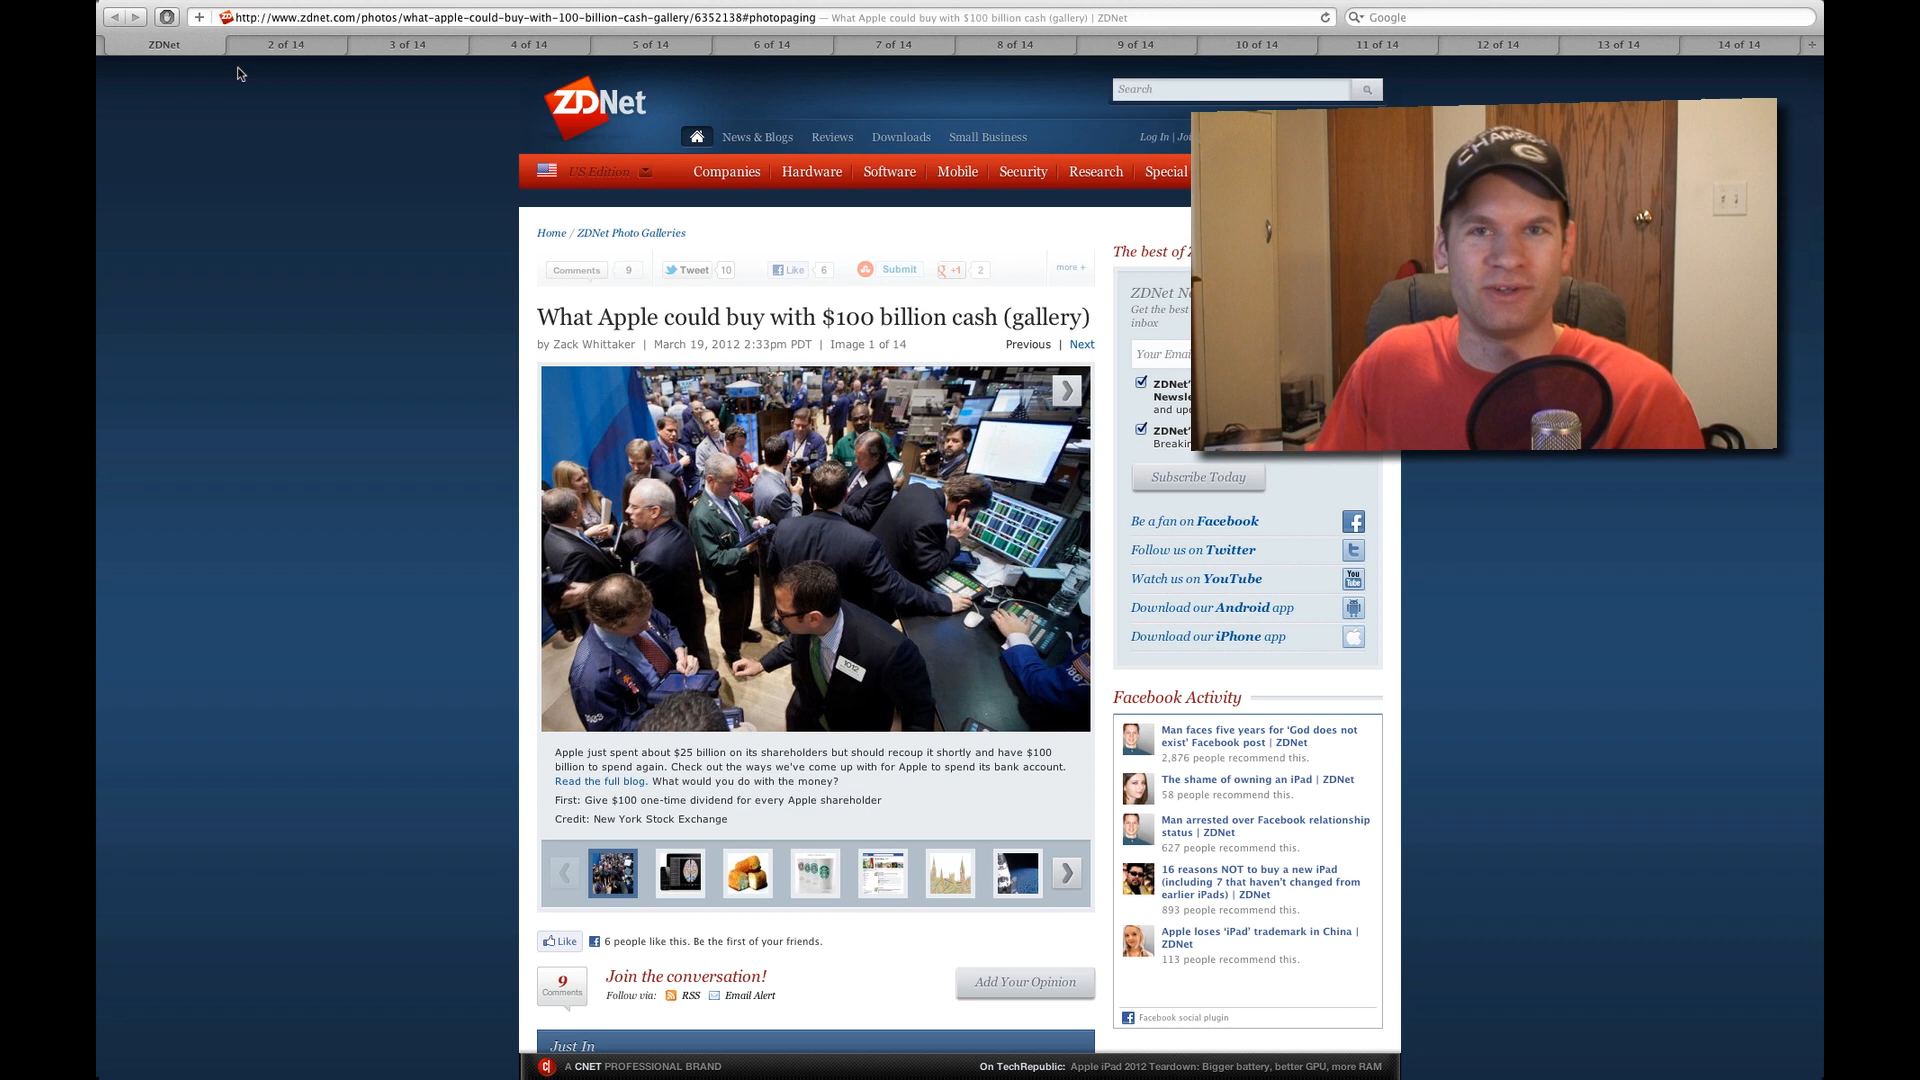 http://www.zdnet.com/photos/what-apple-could-buy-with-100-billion-cash-gallery/6352138#photopaging — What Apple could buy with $100 billion cash (gallery) | ZDNet
Google
ZDNet 2 of 14 3 of 14 4 of 14 5 of 14 6 of 14 7 of 14 8 of 14 9 of 14 10 of 14 11 of 14 12 of 14 13 of 14 14 of 14
ZDNet
Search
News & Blogs Reviews Downloads Small Business Log In |
US Edition
Companies Hardware Software Mobile Security Research Special
CHAMPS
G
Home / ZDNet Photo Galleries
The best of
Comments 9 Tweet 10 Like 6 Submit +1 2 more +
ZDNet
Get the best
inbox
What Apple could buy with $100 billion cash (gallery)
by Zack Whittaker | March 19, 2012 2:33pm PDT | Image 1 of 14 Previous | Next
Your
ZDNet'
and
ZDNet'
Subscribe Today
Be a fan on Facebook
Follow us on Twitter
Watch us on YouTube
You Tube
Download our Android app
Download our iPhone app
1012
Facebook Activity
Man faces five years for 'God does not
exist' Facebook post | ZDNet
2,876 people recommend this.
The shame of owning an iPad | ZDNet
58 people recommend this.
Man arrested over Facebook relationship
status | ZDNet
627 people recommend this.
16 reasons NOT to buy a new iPad
(including 7 that haven't changed from
earlier iPads) | ZDNet
893 people recommend this.
Apple loses 'iPad' trademark in China |
ZDNet
113 people recommend this.
Facebook social plugin
Apple just spent about $25 billion on its shareholders but should recoup it shortly and have $100
billion to spend again. Check out the ways we've come up with for Apple to spend its bank account.
Read the full blog. What would you do with the money?
First: Give $100 one-time dividend for every Apple shareholder
Credit: New York Stock Exchange
Like 6 people like this. Be the first of your friends.
9 Comments
Join the conversation!
Follow via: RSS Email Alert
Add Your Opinion
Just In
A CNET PROFESSIONAL BRAND
On TechRepublic: Apple iPad 2012 Teardown: Bigger battery, better GPU, more RAM